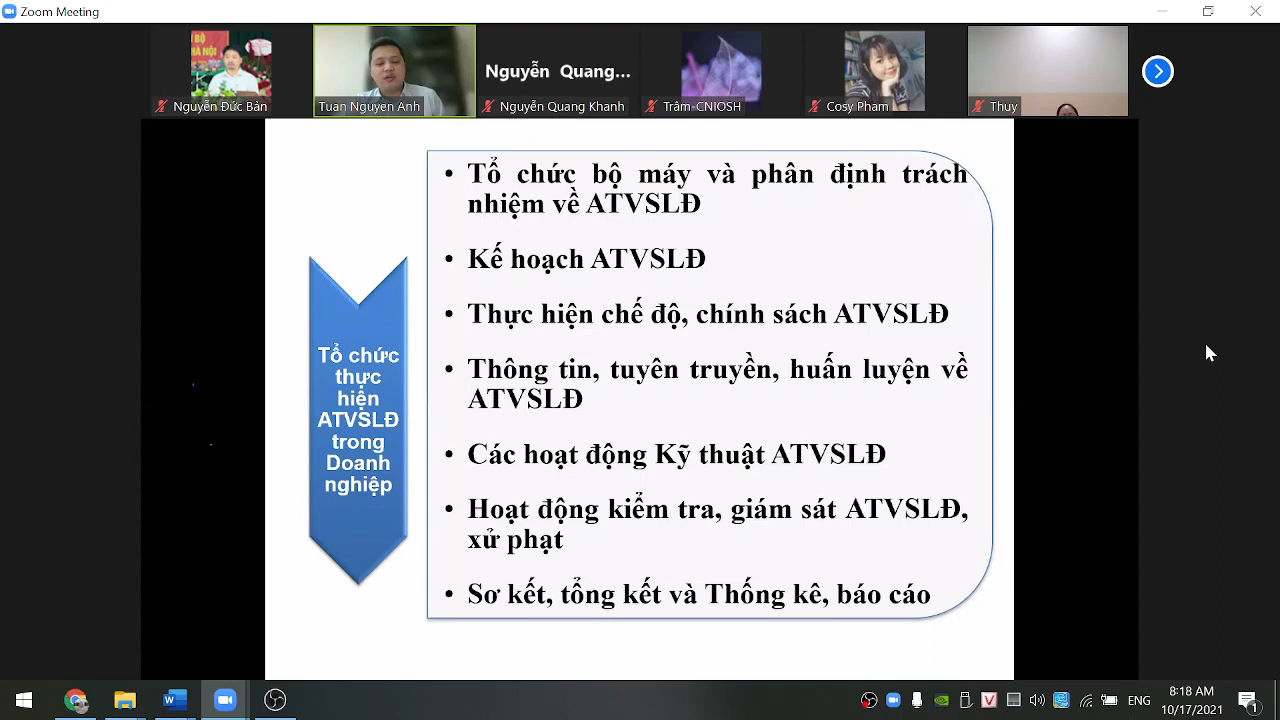 Zoom Meeting
Nguyễn Quang...
Nguyễn Đức Bản
Tuan Nguyen Anh
Nguyễn Quang Khanh
Trâm-CNIOSH
Cosy Pham
Thuy
Tổ chức bộ máy và phân định trách
nhiệm về ATVSLĐ
Kế hoạch ATVSLĐ
Thực hiện chế độ, chính sách ATVSLĐ
Thông tin, tuyên truyền, huấn luyện về
ATVSLĐ
Các hoạt động Kỹ thuật ATVSLĐ
Hoạt động kiểm tra, giám sát ATVSLĐ,
xử phạt
Sơ kết, tổng kết và Thống kê, báo cáo
Tổ chức
thực
hiện
ATVSLĐ
trong
Doanh
nghiệp
ENG
8:18 AM
10/17/2021